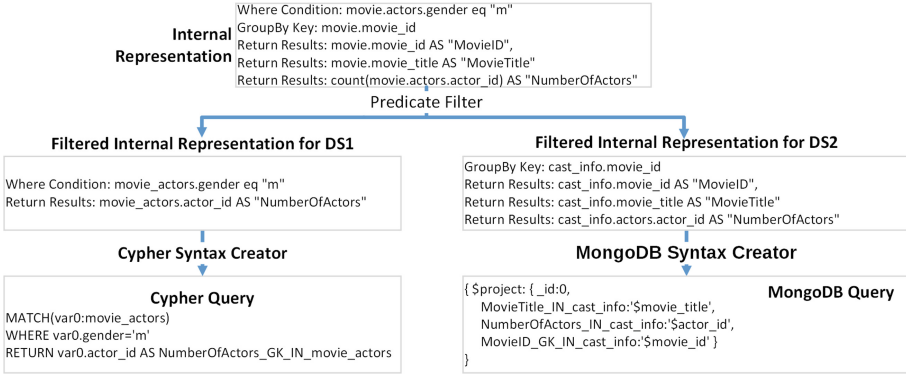 Internal Representation
Where Condition: movie.actors.gender eq "m"
GroupBy Key: movie.movie_id
Return Results: movie.movie_id AS "MovieID",
Return Results: movie.movie_title AS "MovieTitle"
Return Results: count(movie.actors.actor_id) AS "NumberOfActors"
Predicate Filter
Filtered Internal Representation for DS1
Where Condition: movie_actors.gender eq "m"
Return Results: movie_actors.actor_id AS "NumberOfActors"
Cypher Syntax Creator
Cypher Query
MATCH(var0:movie_actors)
WHERE var0.gender='m'
RETURN var0.actor_id AS NumberOfActors_GK_IN_movie_actors
Filtered Internal Representation for DS2
GroupBy Key: cast_info.movie_id
Return Results: cast_info.movie_id AS "MovieID",
Return Results: cast_info.movie_title AS "MovieTitle"
Return Results: cast_info.actors.actor_id AS "NumberOfActors"
MongoDB Syntax Creator
MongoDB Query
{ $project: { _id:0,
MovieTitle_IN_cast_info:'$movie_title',
NumberOfActors_IN_cast_info:'$actor_id',
MovieID_GK_IN_cast_info:'$movie_id' }
}